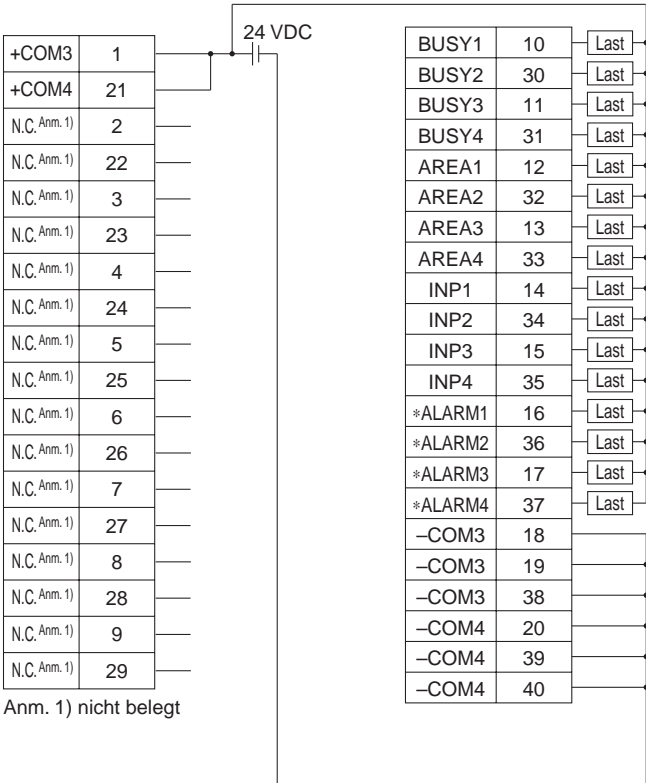 24 VDC
+COM3 1
+COM4 21
N.C. Anm. 1) 2
N.C. Anm. 1) 22
N.C. Anm. 1) 3
N.C. Anm. 1) 23
N.C. Anm. 1) 4
N.C. Anm. 1) 24
N.C. Anm. 1) 5
N.C. Anm. 1) 25
N.C. Anm. 1) 6
N.C. Anm. 1) 26
N.C. Anm. 1) 7
N.C. Anm. 1) 27
N.C. Anm. 1) 8
N.C. Anm. 1) 28
N.C. Anm. 1) 9
N.C. Anm. 1) 29
Anm. 1) nicht belegt
BUSY1 10 Last
BUSY2 30 Last
BUSY3 11 Last
BUSY4 31 Last
AREA1 12 Last
AREA2 32 Last
AREA3 13 Last
AREA4 33 Last
INP1 14 Last
INP2 34 Last
INP3 15 Last
INP4 35 Last
*ALARM1 16 Last
*ALARM2 36 Last
*ALARM3 17 Last
*ALARM4 37 Last
–COM3 18
–COM3 19
–COM3 38
–COM4 20
–COM4 39
–COM4 40